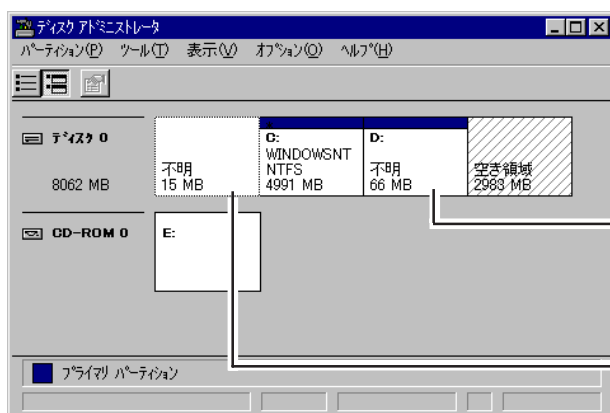 ディスク アドミニストレータ
パーティション(P) ツール(T) 表示(V) オプション(O) ヘルプ(H)
ディスク 0
8062 MB
不明
15 MB
C:
WINDOWSNT
NTFS
4991 MB
D:
不明
66 MB
空き領域
2983 MB
CD-ROM 0
E:
プライマリ パーティション